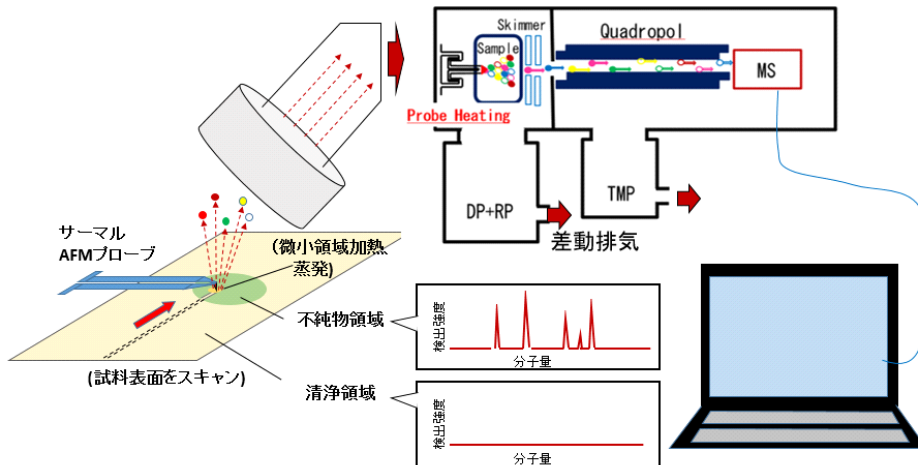 Skimmer
Quadropol
Sample
MS
Probe Heating
DP+RP
TMP
差動排気
サーマル
AFMプローブ
(微小領域加熱
蒸発)
不純物領域
(試料表面をスキャン)
清浄領域
検出強度
分子量
検出強度
分子量